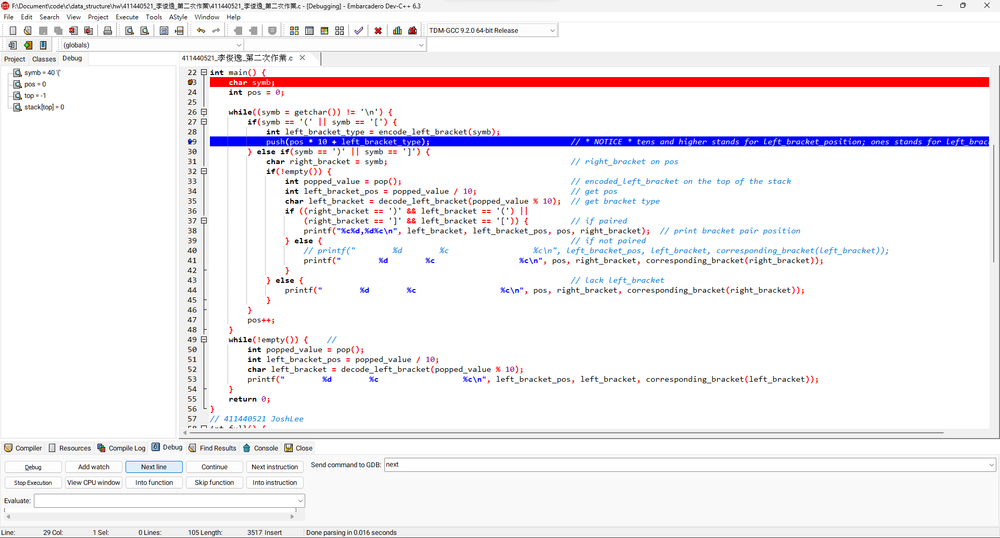 F:\Document\code\c\data_structure\hw\411440521_李俊逸_第二次作業\411440521_李俊逸_第二次作業.c - [Debugging] - Embarcadero Dev-C++ 6.3
File Edit Search View Project Execute Tools AStyle Window Help
TDM-GCC 9.2.0 64-bit Release
(globals)
Project Classes Debug
411440521_李俊逸_第二次作業.c
symb = 40 '('
pos = 0
top = -1
stack[top] = 0
22 int main() {
23 char symb;
24 int pos = 0;
25
26 while((symb = getchar()) != '\n') {
27 if(symb == '(' || symb == '[') {
28 int left_bracket_type = encode_left_bracket(symb);
29 push(pos * 10 + left_bracket_type); // * NOTICE * tens and higher stands for left_bracket_position; ones stands for left_brac
30 } else if(symb == ')' || symb == ']') {
31 char right_bracket = symb; // right_bracket on pos
32 if(!empty()) {
33 int popped_value = pop(); // encoded_left_bracket on the top of the stack
34 int left_bracket_pos = popped_value / 10; // get pos
35 char left_bracket = decode_left_bracket(popped_value % 10); // get bracket type
36 if ((right_bracket == ')' && left_bracket == '(') ||
37 (right_bracket == ']' && left_bracket == '[')) { // if paired
38 printf("%c%d,%d%c\n", left_bracket, left_bracket_pos, pos, right_bracket); // print bracket pair position
39 } else { // if not paired
40 // printf(" %d %c %c\n", left_bracket_pos, left_bracket, corresponding_bracket(left_bracket));
41 printf(" %d %c %c\n", pos, right_bracket, corresponding_bracket(right_bracket));
42 }
43 } else { // lack left_bracket
44 printf(" %d %c %c\n", pos, right_bracket, corresponding_bracket(right_bracket));
45 }
46 }
47 pos++;
48 }
49 while(!empty()) { //
50 int popped_value = pop();
51 int left_bracket_pos = popped_value / 10;
52 char left_bracket = decode_left_bracket(popped_value % 10);
53 printf(" %d %c %c\n", left_bracket_pos, left_bracket, corresponding_bracket(left_bracket));
54 }
55 return 0;
56 }
57 // 411440521 JoshLee
58 int full() {
Compiler Resources Compile Log Debug Find Results Console Close
Debug Add watch Next line Continue Next instruction Send command to GDB: next
Stop Execution View CPU window Into function Skip function Into instruction
Evaluate:
Line: 29 Col: 1 Sel: 0 Lines: 105 Length: 3517 Insert Done parsing in 0.016 seconds